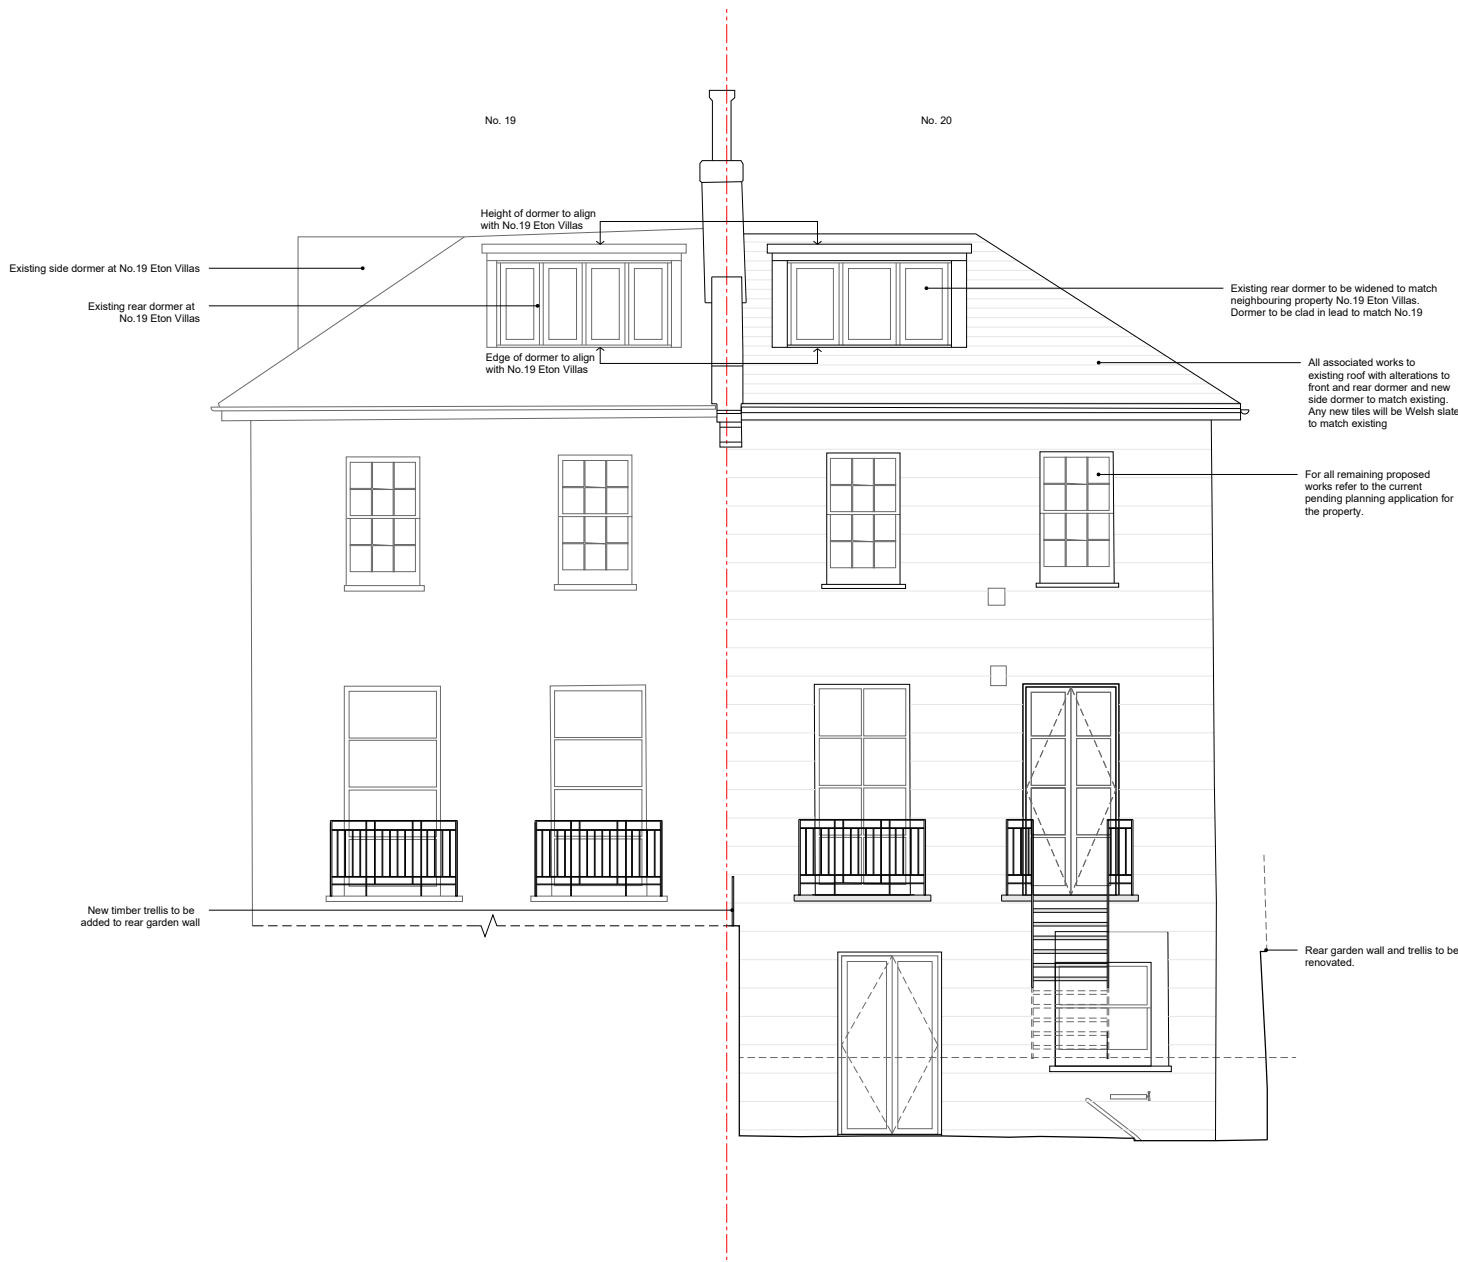 No. 19
No. 20
Height of dormer to align
with No.19 Eton Villas
Existing side dormer at No.19 Eton Villas
Existing rear dormer at
No.19 Eton Villas
Existing rear dormer to be widened to match
neighbouring property No.19 Eton Villas.
Dormer to be clad in lead to match No.19
Edge of dormer to align
with No.19 Eton Villas
All associated works to
existing roof with alterations to
front and rear dormer and new
side dormer to match existing.
Any new tiles will be Welsh slate
to match existing
For all remaining proposed
works refer to the current
pending planning application for
the property.
New timber trellis to be
added to rear garden wall
Rear garden wall and trellis to be
renovated.